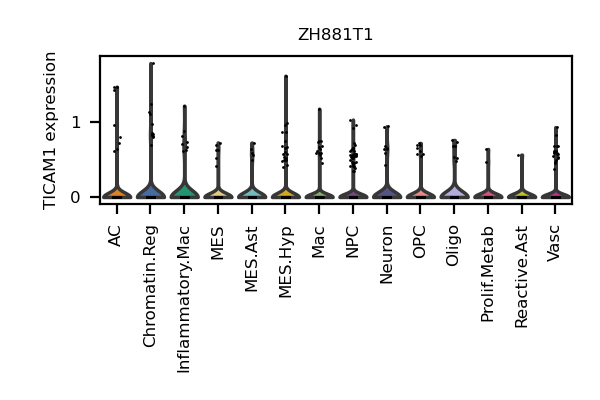 ZH881T1
TICAM1 expression
1
0
AC
Chromatin.Reg
Inflammatory.Mac
MES
MES.Ast
MES.Hyp
Mac
NPC
Neuron
OPC
Oligo
Prolif.Metab
Reactive.Ast
Vasc